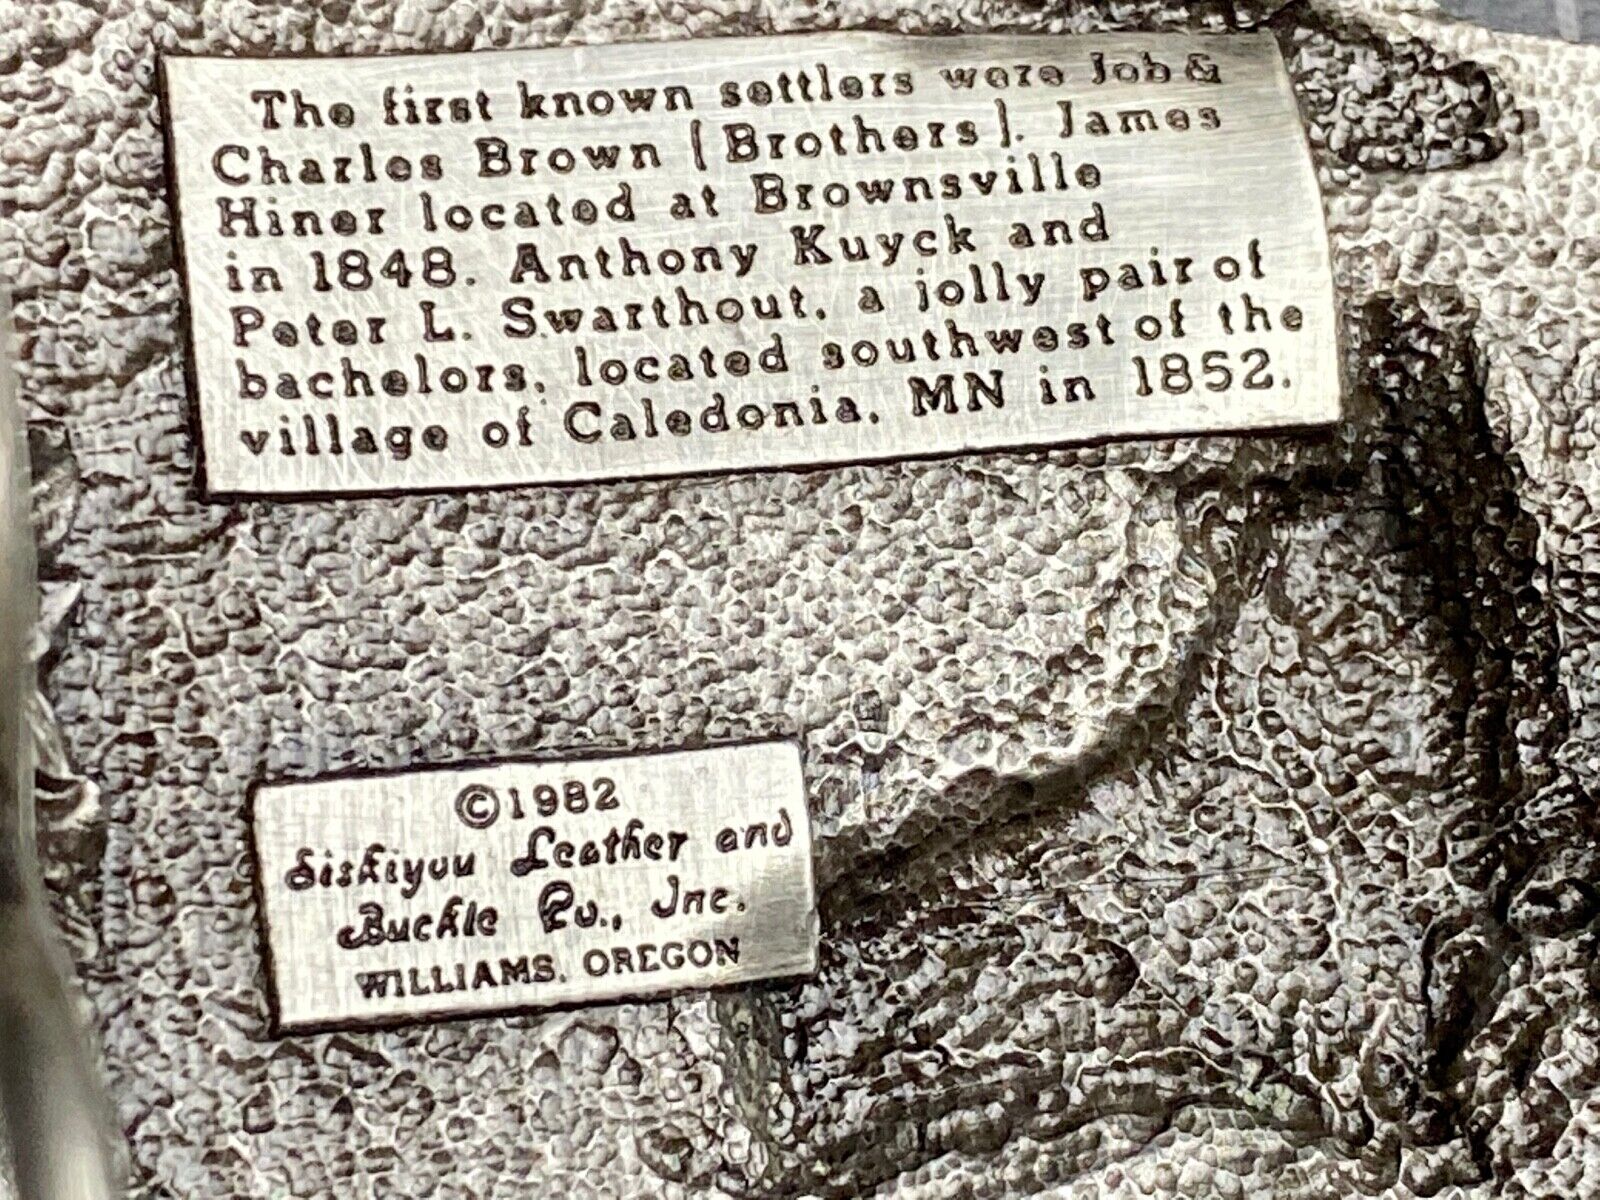 The first known settlers were Job &
Charles Brown (Brothers). James
Hiner located at Brownsville
in 1848. Anthony Kuyck and
Peter L. Swarthout, a jolly pair of
bachelors, located southwest of the
village of Caledonia, MN in 1852.
©1982
Siskiyou Leather and
Buckle Co., Inc.
WILLIAMS, OREGON